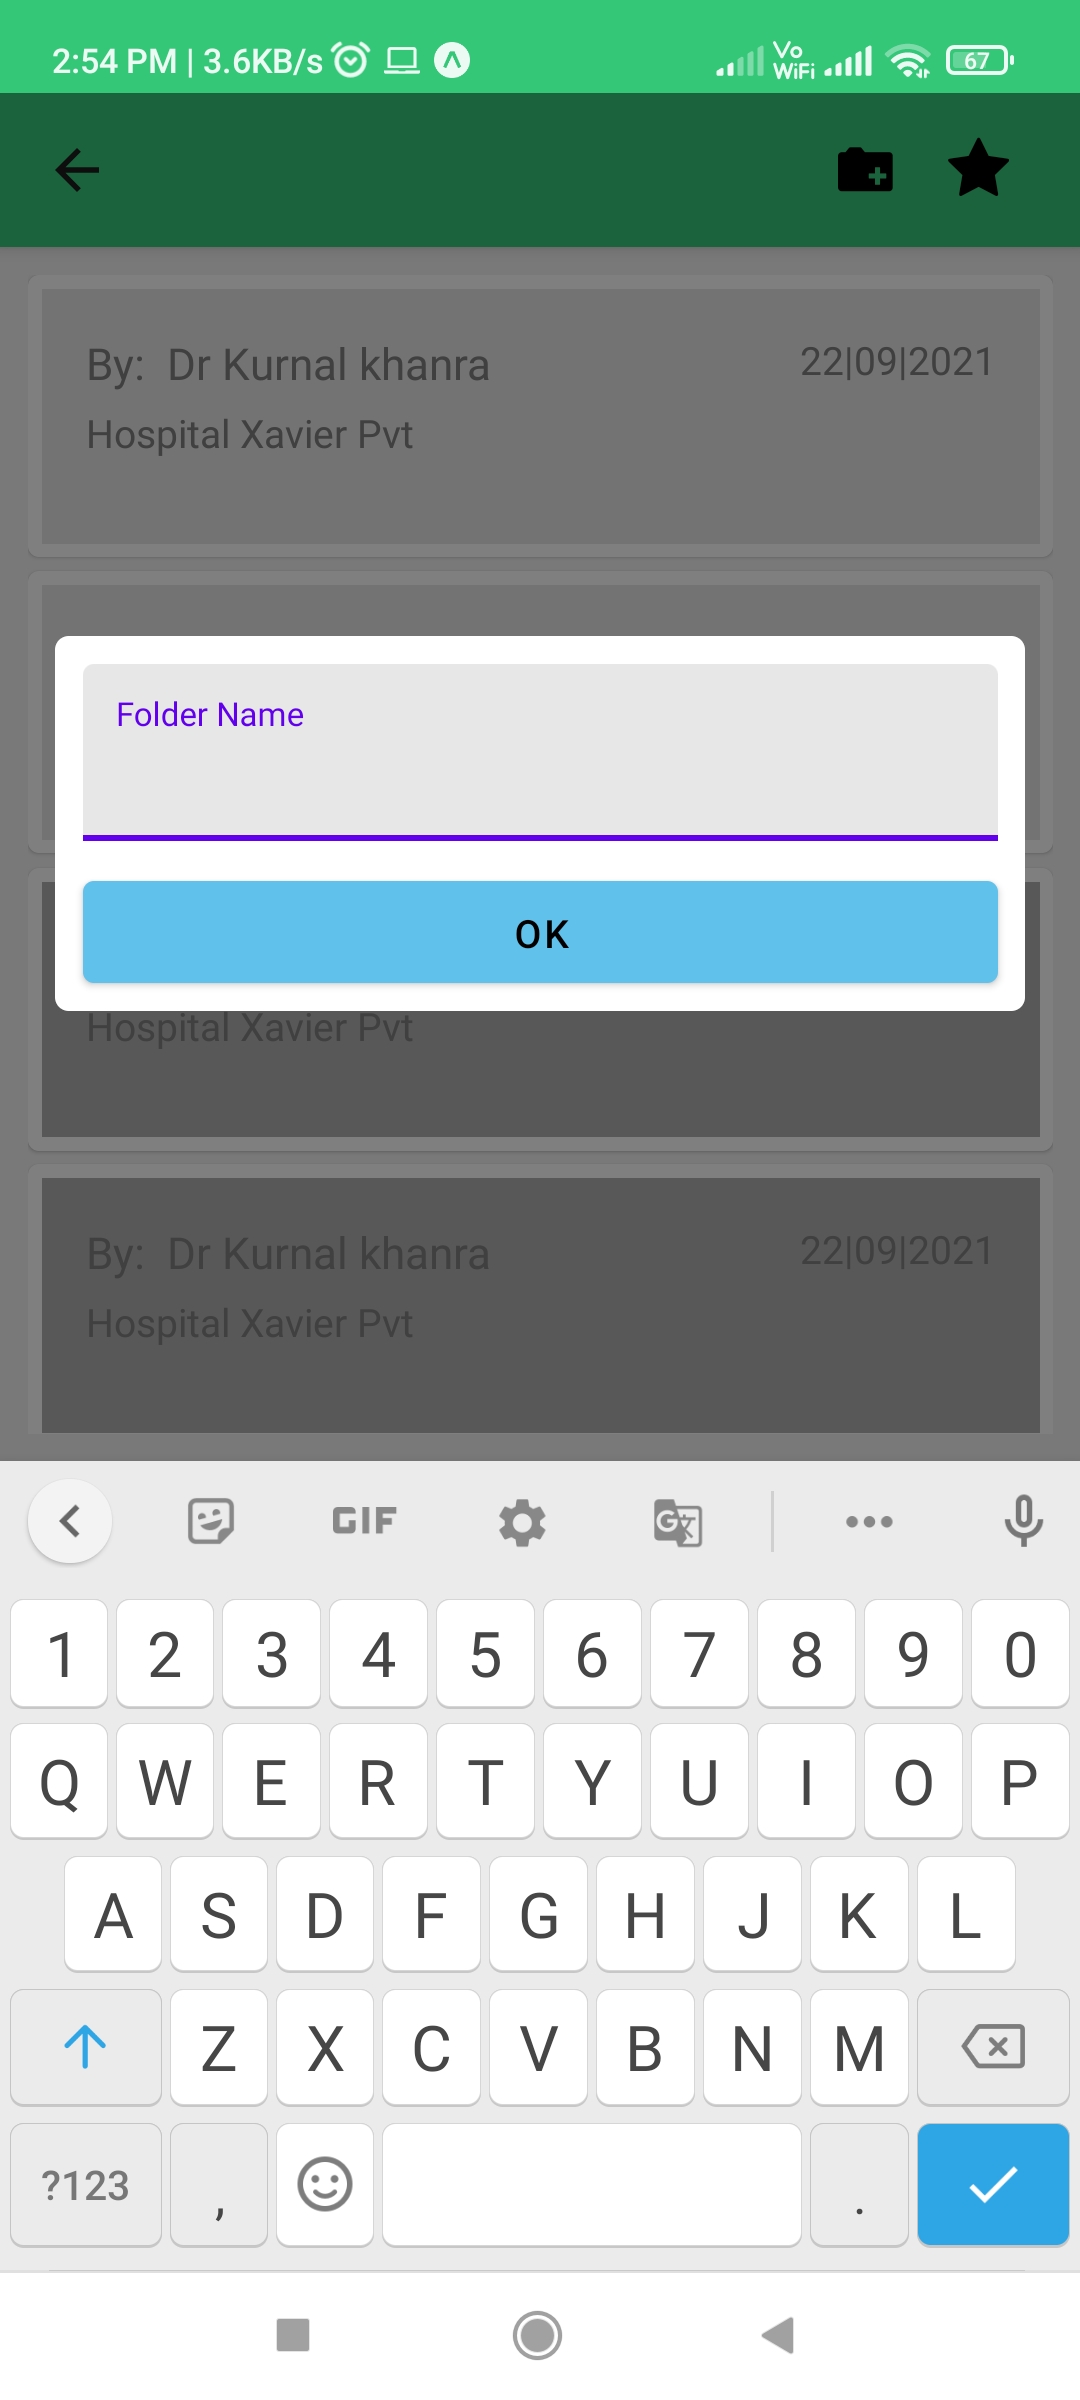 2:54 PM | 3.6KB/s Vo WiFi 67
By: Dr Kurnal khanra 22|09|2021
Hospital Xavier Pvt
Folder Name
OK
Hospital Xavier Pvt
By: Dr Kurnal khanra 22|09|2021
Hospital Xavier Pvt
GIF G文
1 2 3 4 5 6 7 8 9 0
Q W E R T Y U I O P
A S D F G H J K L
Z X C V B N M
?123 , .